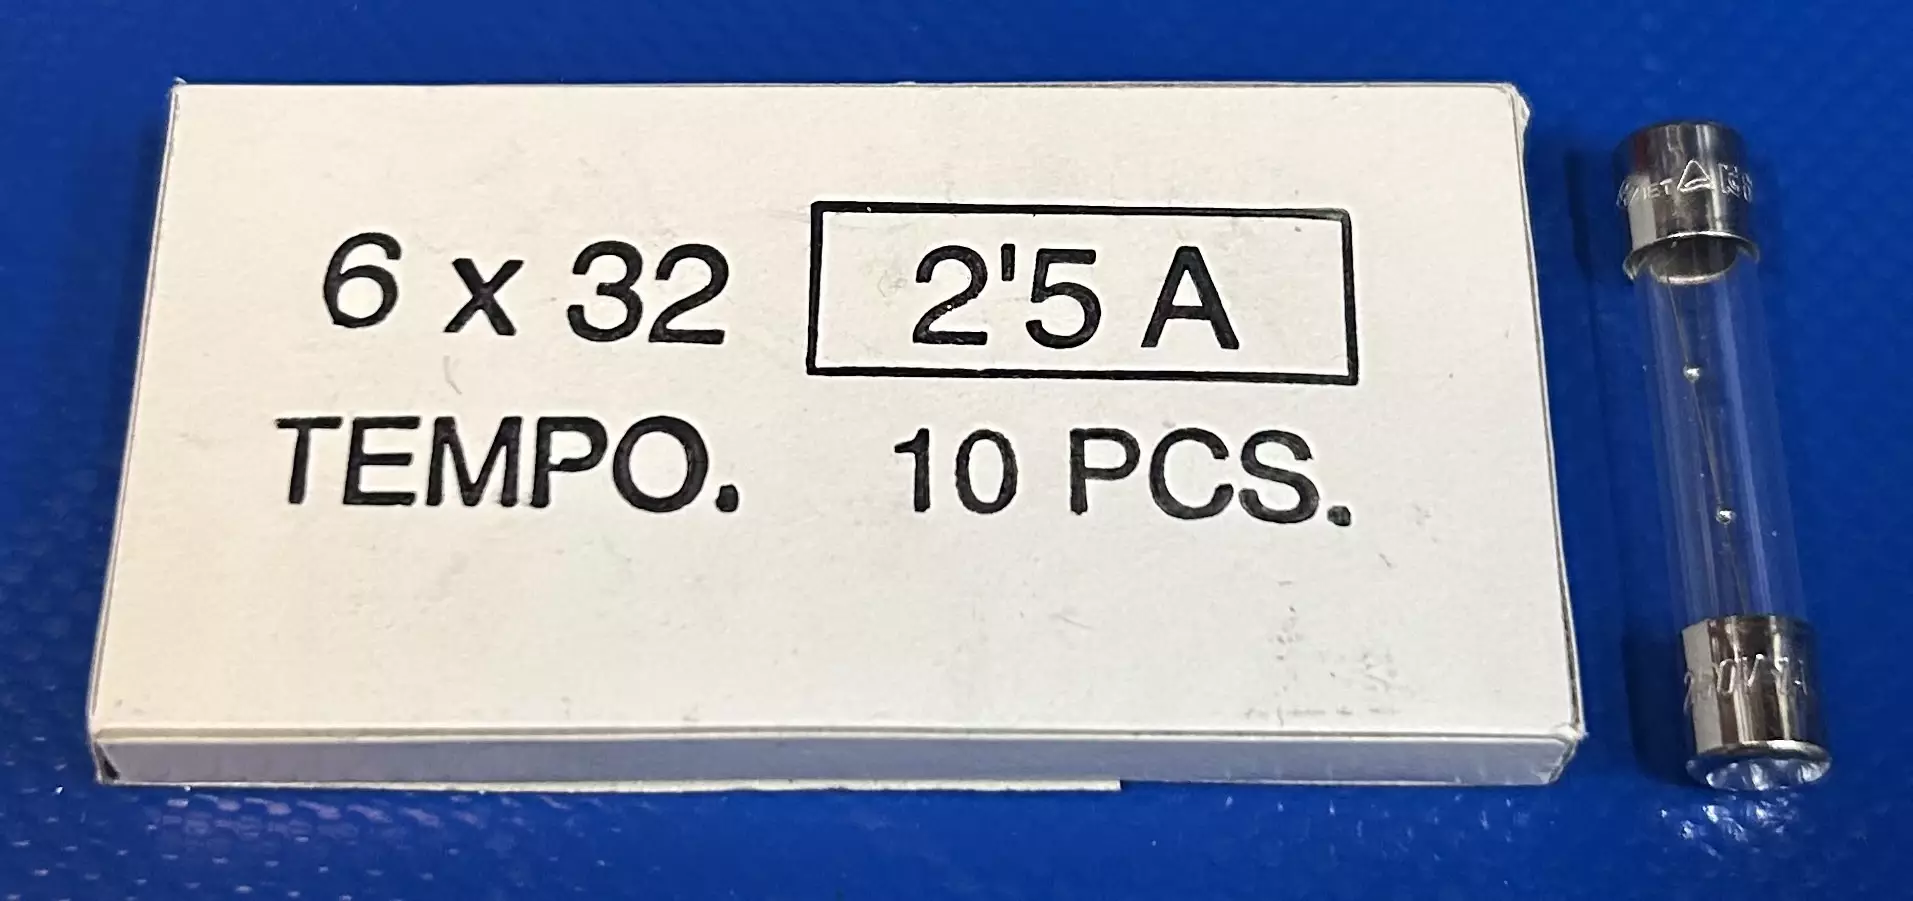 6 x 32 2'5 A
TEMPO. 10 PCS.